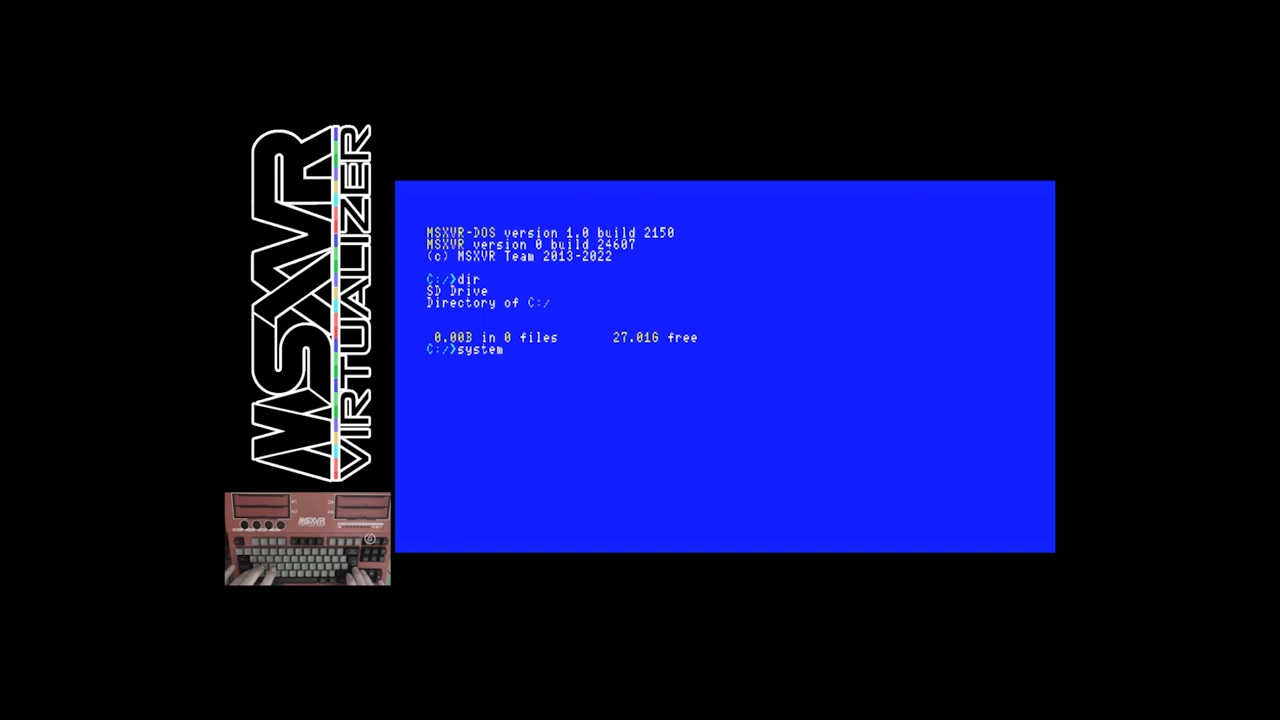 MSXVR
VIRTUALIZER
MSXVR-DOS version 1.0 build 2150
MSXVR version 0 build 24607
(c) MSXVR Team 2013-2022
C:/>dir
SD Drive
Directory of C:/
0.00B in 0 files 27.01G free
C:/>system
MSXVR